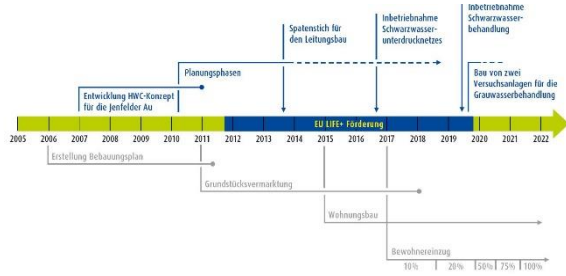 Inbetriebnahme
Schwarzwasser-
behandlung
Spatenstich für
den Leitungsbau
Inbetriebnahme
Schwarzwasser-
unterdrucknetzes
Planungsphasen
Bau von zwei
Versuchsanlagen für die
Grauwasserbehandlung
Entwicklung HWC-Konzept
für die Jenfelder Au
EU LIFE+ Förderung
2005 2006 2007 2008 2009 2010 2011 2012 2013 2014 2015 2016 2017 2018 2019 2020 2021 2022
Erstellung Bebauungsplan
Grundstücksvermarktung
Wohnungsbau
Bewohnereinzug
10% 20% 50% 75% 100%